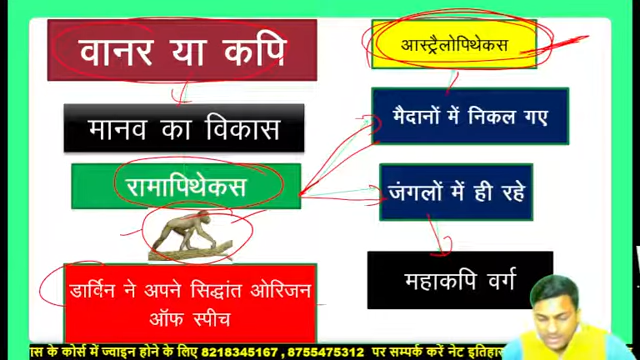 वानर या कपि
मानव का विकास
रामापिथेकस
डार्विन ने अपने सिद्धांत ओरिजन
ऑफ स्पीच
आस्ट्रैलोपिथेकस
मैदानों में निकल गए
जंगलों में ही रहे
महाकपि वर्ग
के कोर्स में ज्वाइन होने के लिए 8218345167 , 8755475312 पर सम्पर्क करें नेट इतिहास